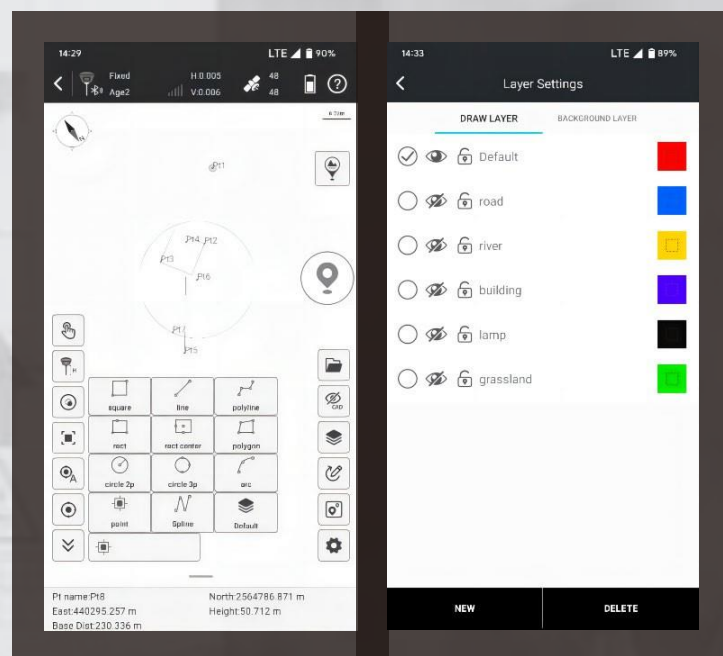 14:29 LTE 90%
Fixed H:0.005 48
Age2 V:0.006 48
Pt1
Pt4 Pt2
Pt3
Pt6
Pt5
square line polyline
rect rect center polygon
circle 2p circle 3p arc
point Spline Default
CAD
A
H
Pt name:Pt8 North:2564786.871 m
East:440295.257 m Height:50.712 m
Base Dist:230.336 m
14:33 LTE 89%
Layer Settings
DRAW LAYER BACKGROUND LAYER
Default
road
river
building
lamp
grassland
NEW DELETE